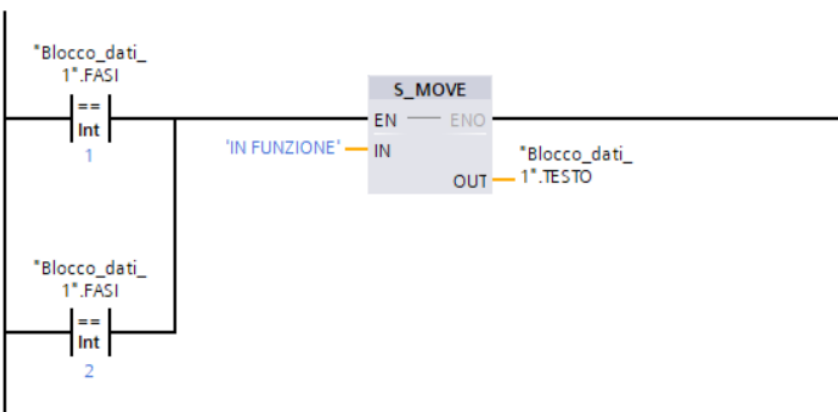 "Blocco_dati_
1".FASI
==
Int
1
S_MOVE
EN
ENO
'IN FUNZIONE'
IN
OUT
"Blocco_dati_
1".TESTO
"Blocco_dati_
1".FASI
==
Int
2